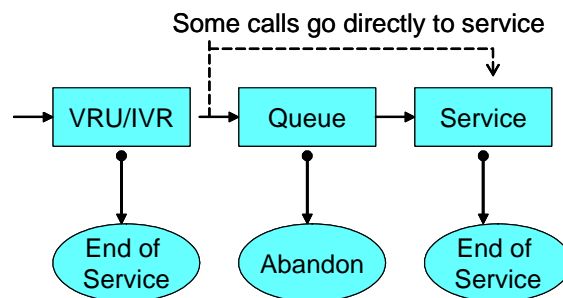 Some calls go directly to service
VRU/IVR
Queue
Service
End of
Service
Abandon
End of
Service